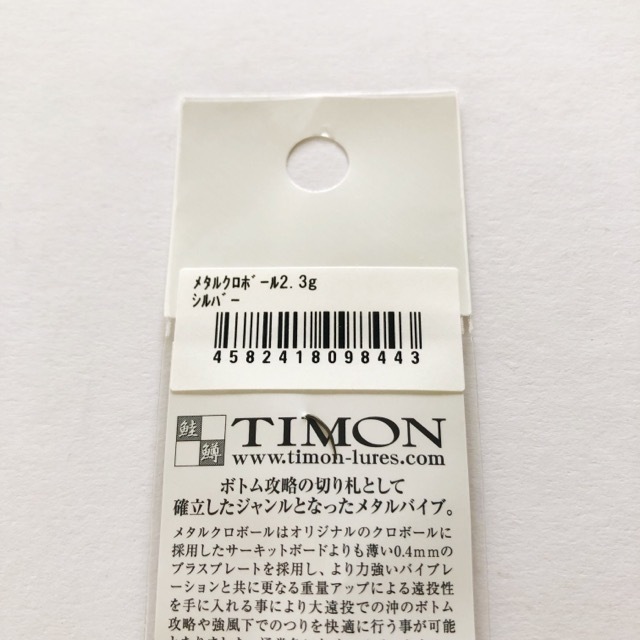 ﾒﾀﾙｸﾛﾎﾞｰﾙ2.3g
ｼﾙﾊﾞｰ
4582418098443
鮭 鱒
TIMON
www.timon-lures.com
ボトム攻略の切り札として
確立したジャンルとなったメタルバイブ。
メタルクロボールはオリジナルのクロボールに
採用したサーキットボードよりも薄い0.4mmの
ブラスプレートを採用し、より力強いバイブレ
ーションと共に更なる重量アップによる遠投性
を手に入れる事により大遠投での沖のボトム
攻略や強風下でのつりを快適に行う事が可能